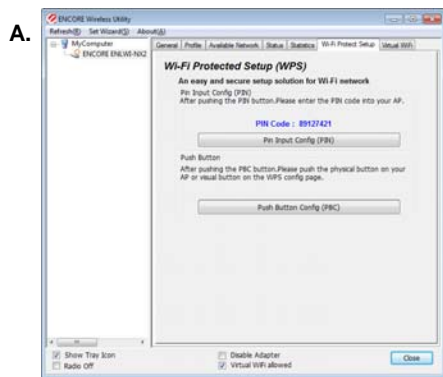 A.
ENCORE Wireless Utility
Refresh(R) Set Wizard(S) About(A)
MyComputer
ENCORE ENLWI-NX2
General Profile Available Network Status Statistics Wi-Fi Protect Setup Virtual WiFi
Wi-Fi Protected Setup (WPS)
An easy and secure setup solution for Wi-Fi network
Pin Input Config (PIN)
After pushing the PIN button.Please enter the PIN code into your AP.
PIN Code : 89127421
Pin Input Config (PIN)
Push Button
After pushing the PBC button.Please push the physical button on your
AP or visual button on the WPS config page.
Push Button Config (PBC)
Show Tray Icon
Disable Adapter
Close
Radio Off
Virtual WiFi allowed